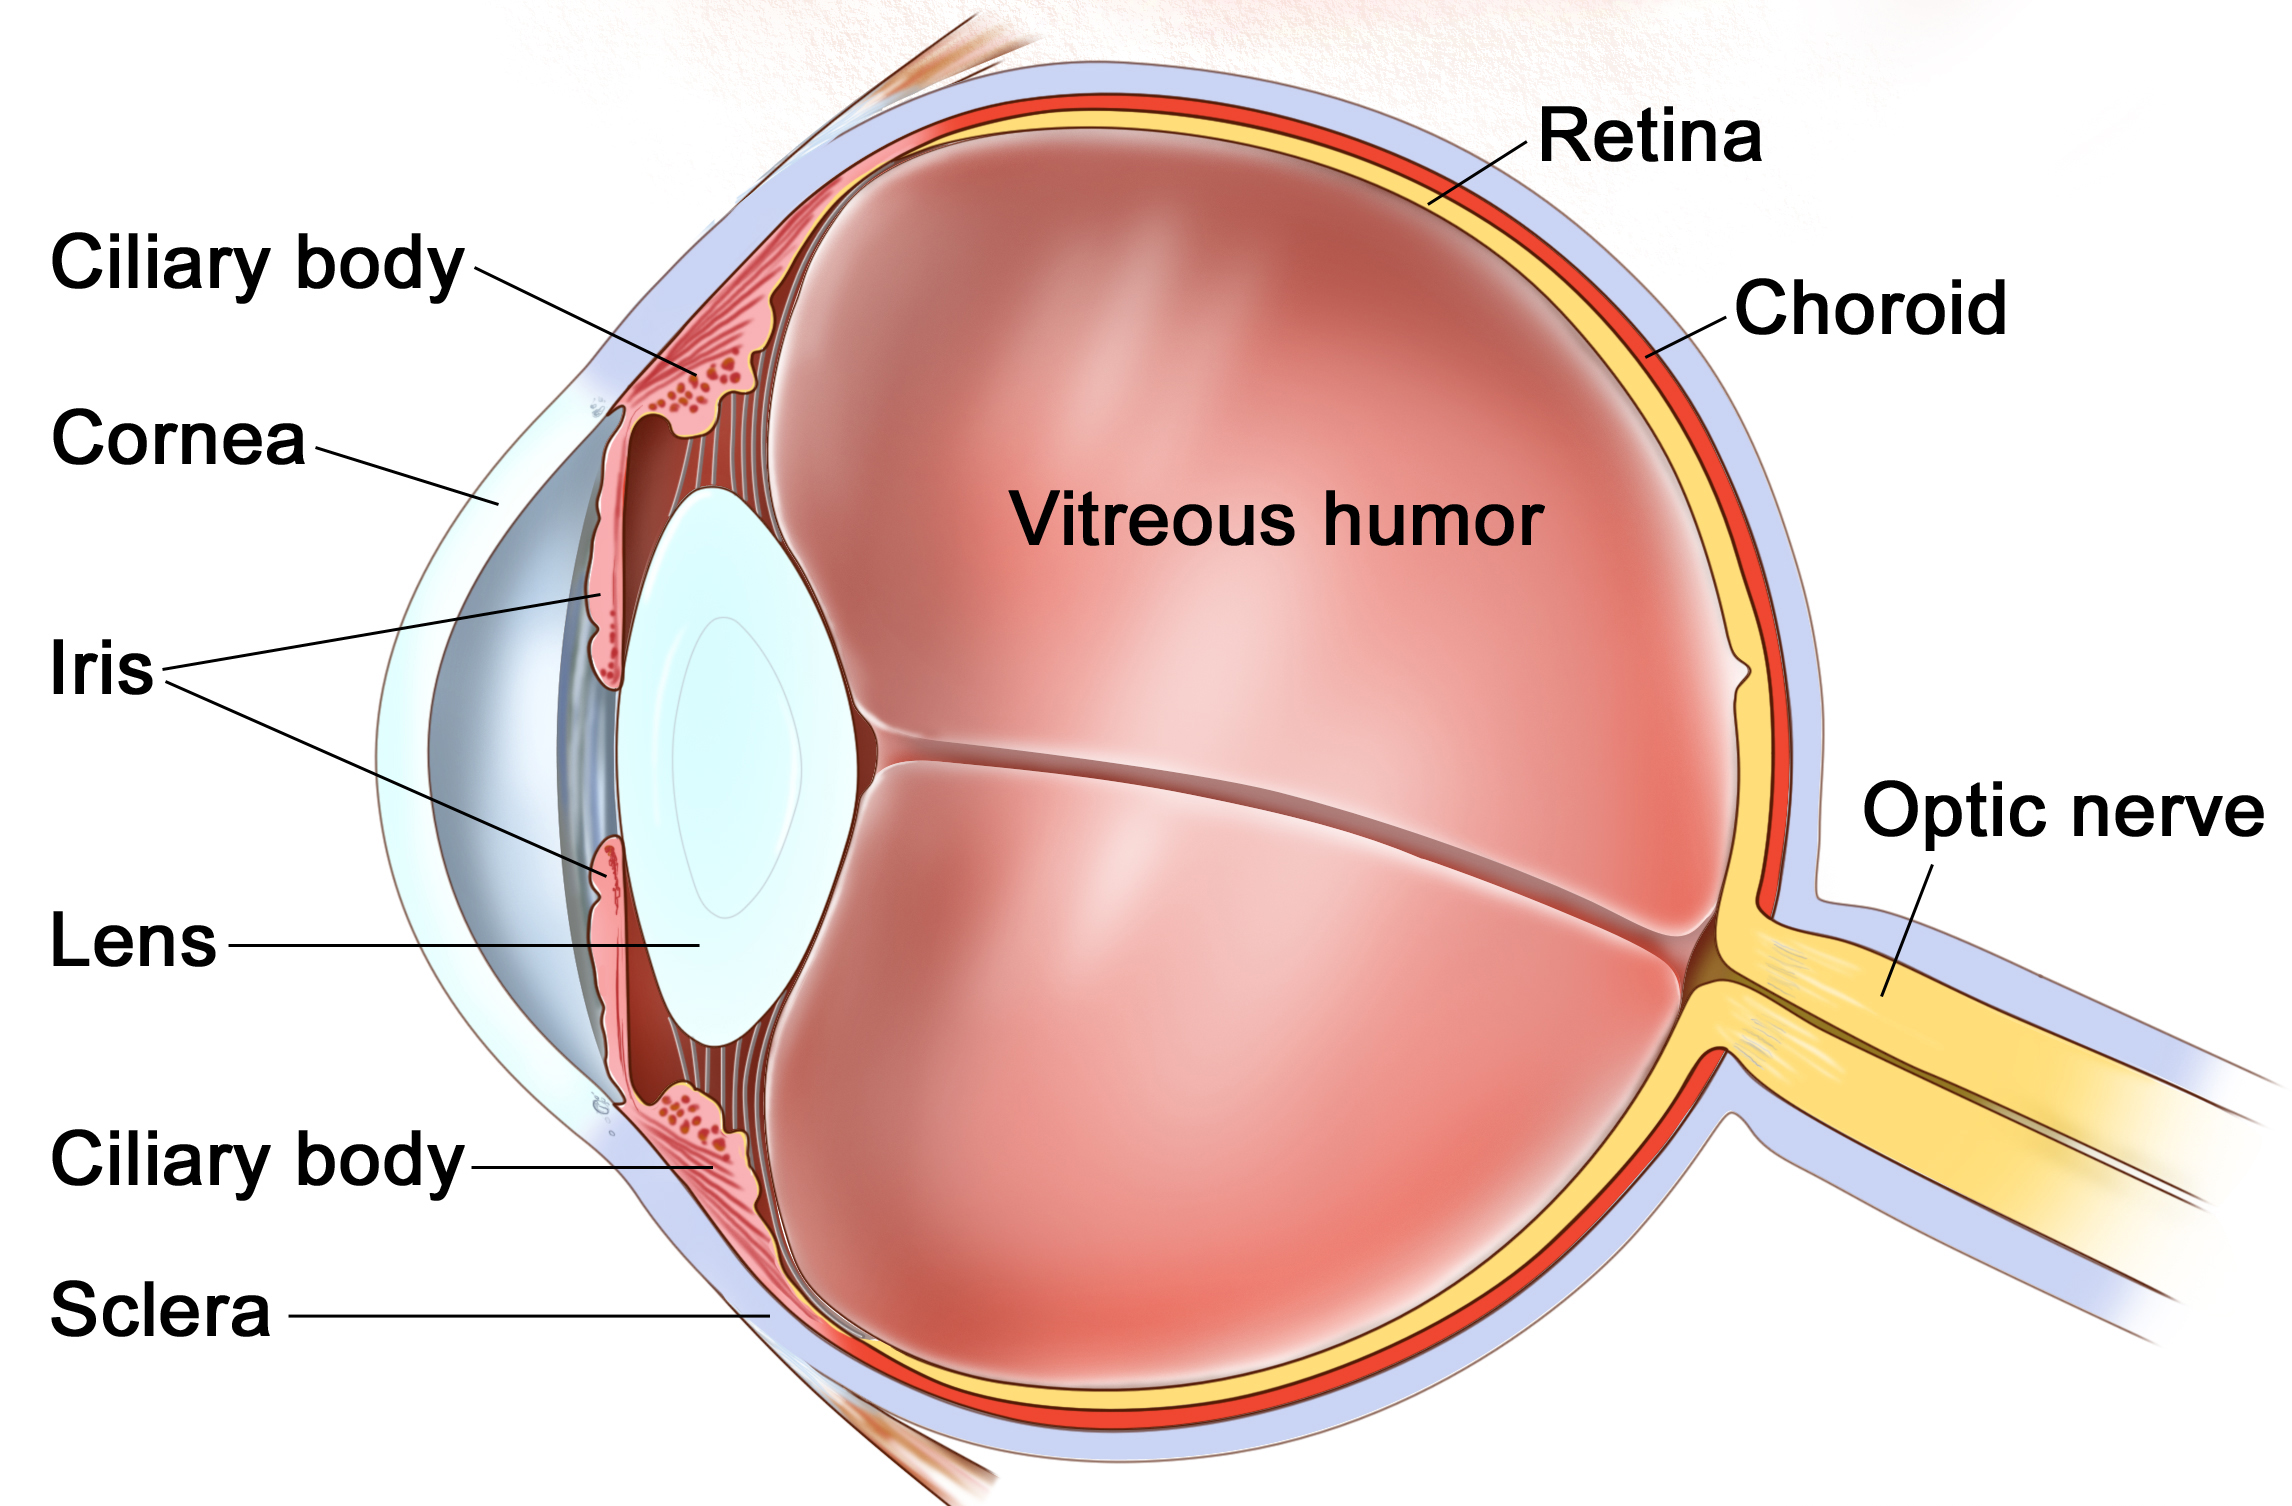 Retina
Ciliary body
Choroid
Cornea
Vitreous humor
Iris
Optic nerve
Lens
Ciliary body
Sclera